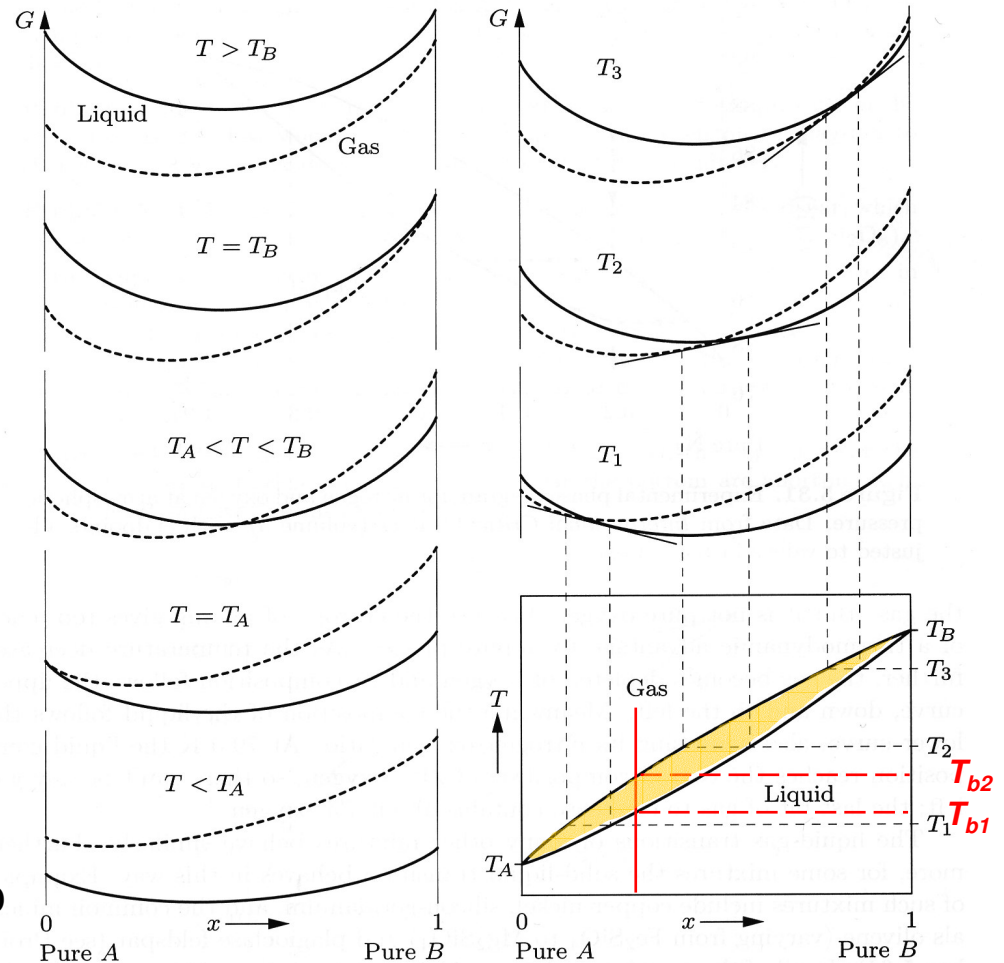 G
T > T_B
Liquid
Gas
T = T_B
T_A < T < T_B
T = T_A
T < T_A
0
x
1
Pure A
Pure B
G
T_3
T_2
T_1
T
Gas
Liquid
T_B
T_3
T_2
T_b2
T_b1
T_1
T_A
0
x
1
Pure A
Pure B